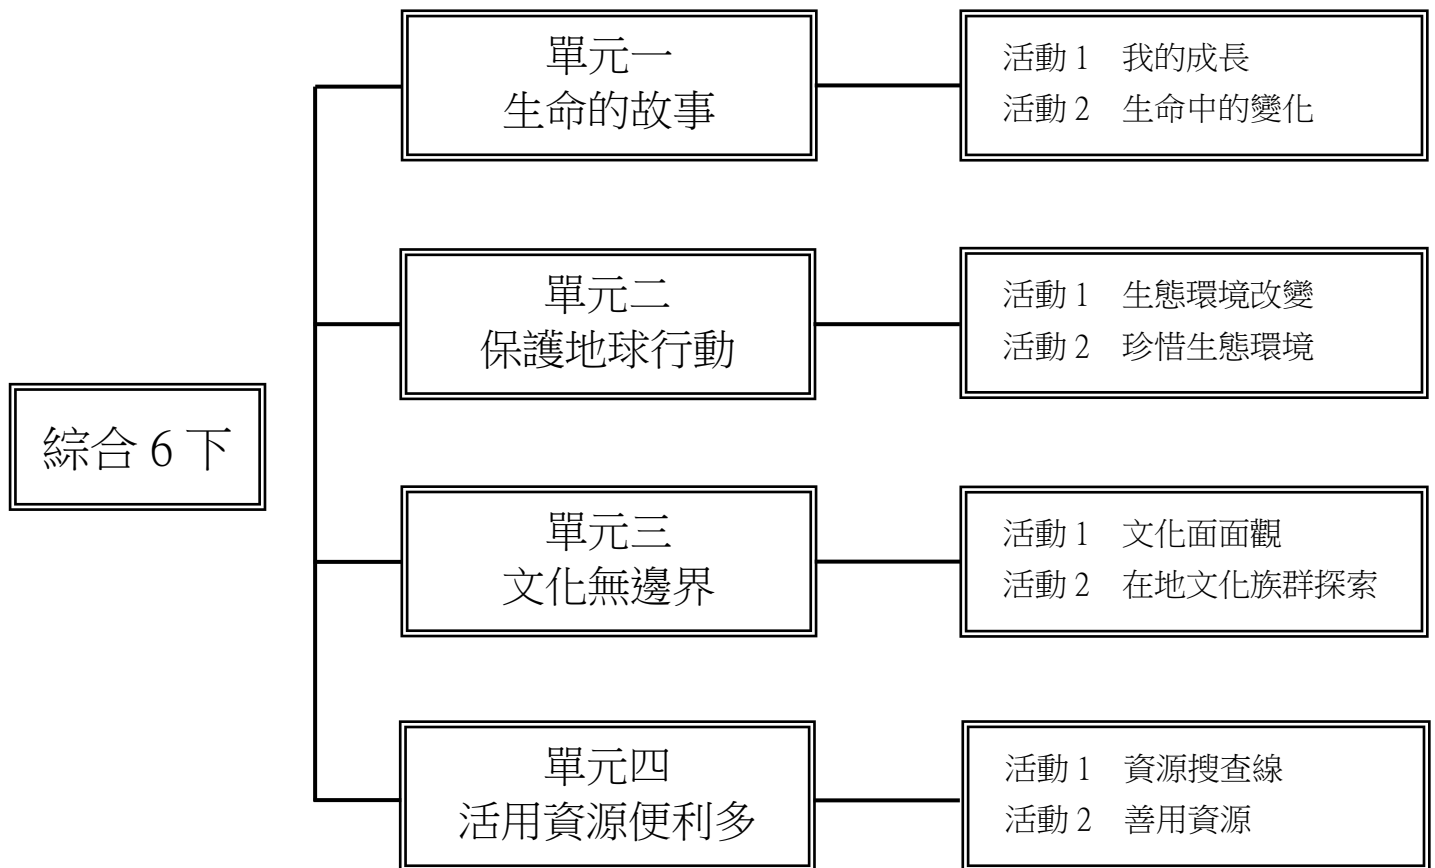 綜合 6 下
單元一
生命的故事
活動 1　我的成長
活動 2　生命中的變化
單元二
保護地球行動
活動 1　生態環境改變
活動 2　珍惜生態環境
單元三
文化無邊界
活動 1　文化面面觀
活動 2　在地文化族群探索
單元四
活用資源便利多
活動 1　資源搜查線
活動 2　善用資源